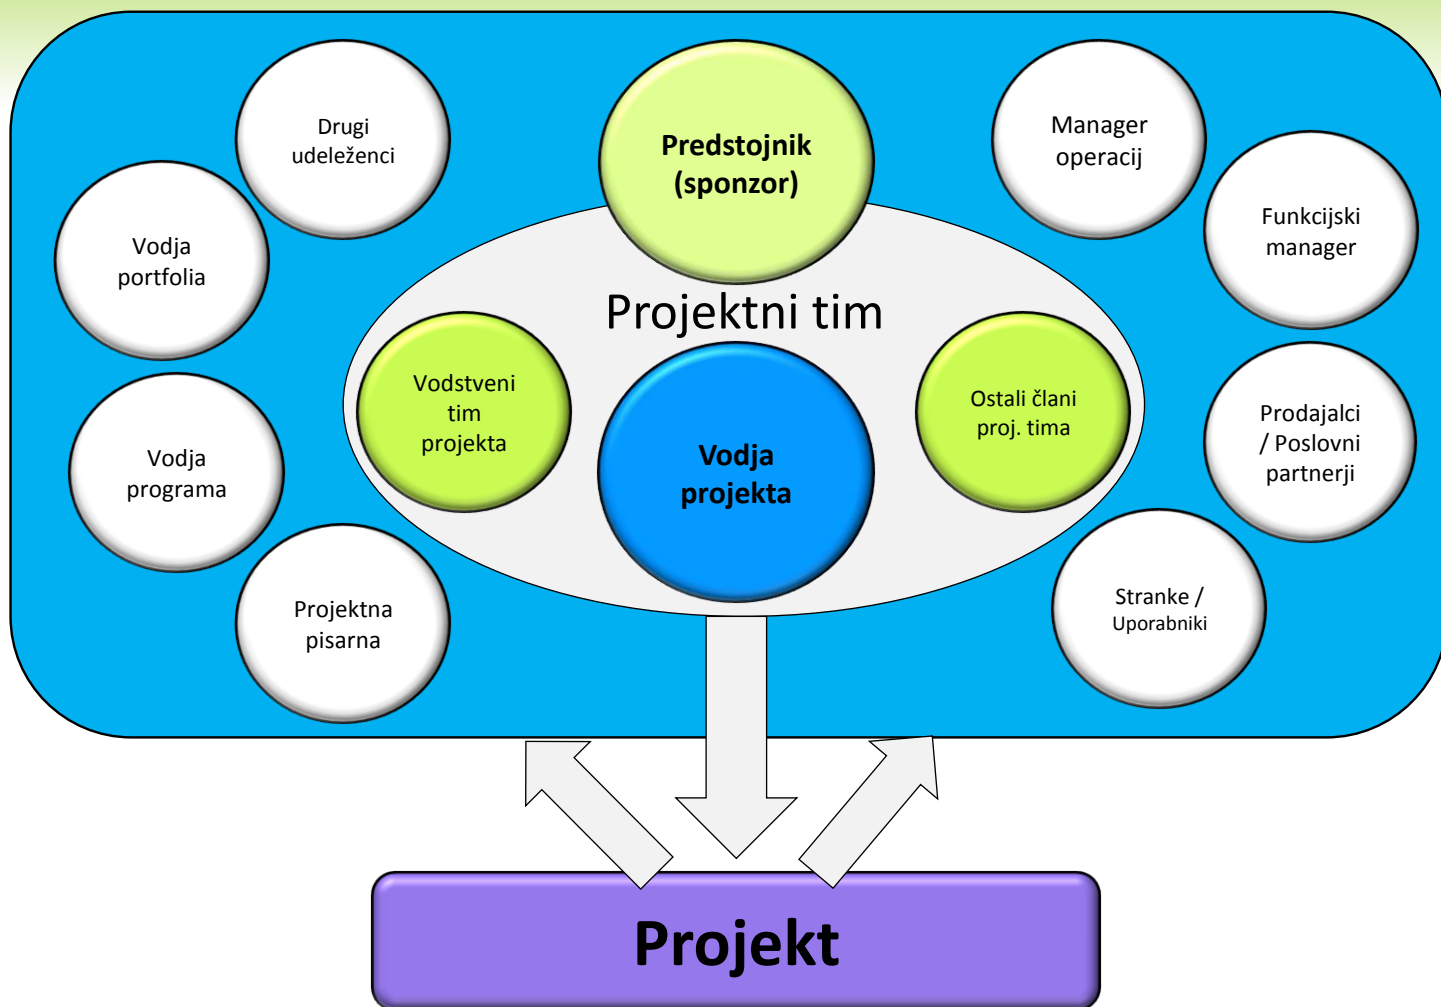 Drugi
udeleženci
Predstojnik
(sponzor)
Manager
operacij
Vodja
portfolia
Funkcijski
manager
Projektni tim
Vodstveni
tim
projekta
Ostali člani
proj. tima
Vodja
projekta
Prodajalci
/ Poslovni
partnerji
Vodja
programa
Projektna
pisarna
Stranke /
Uporabniki
Projekt